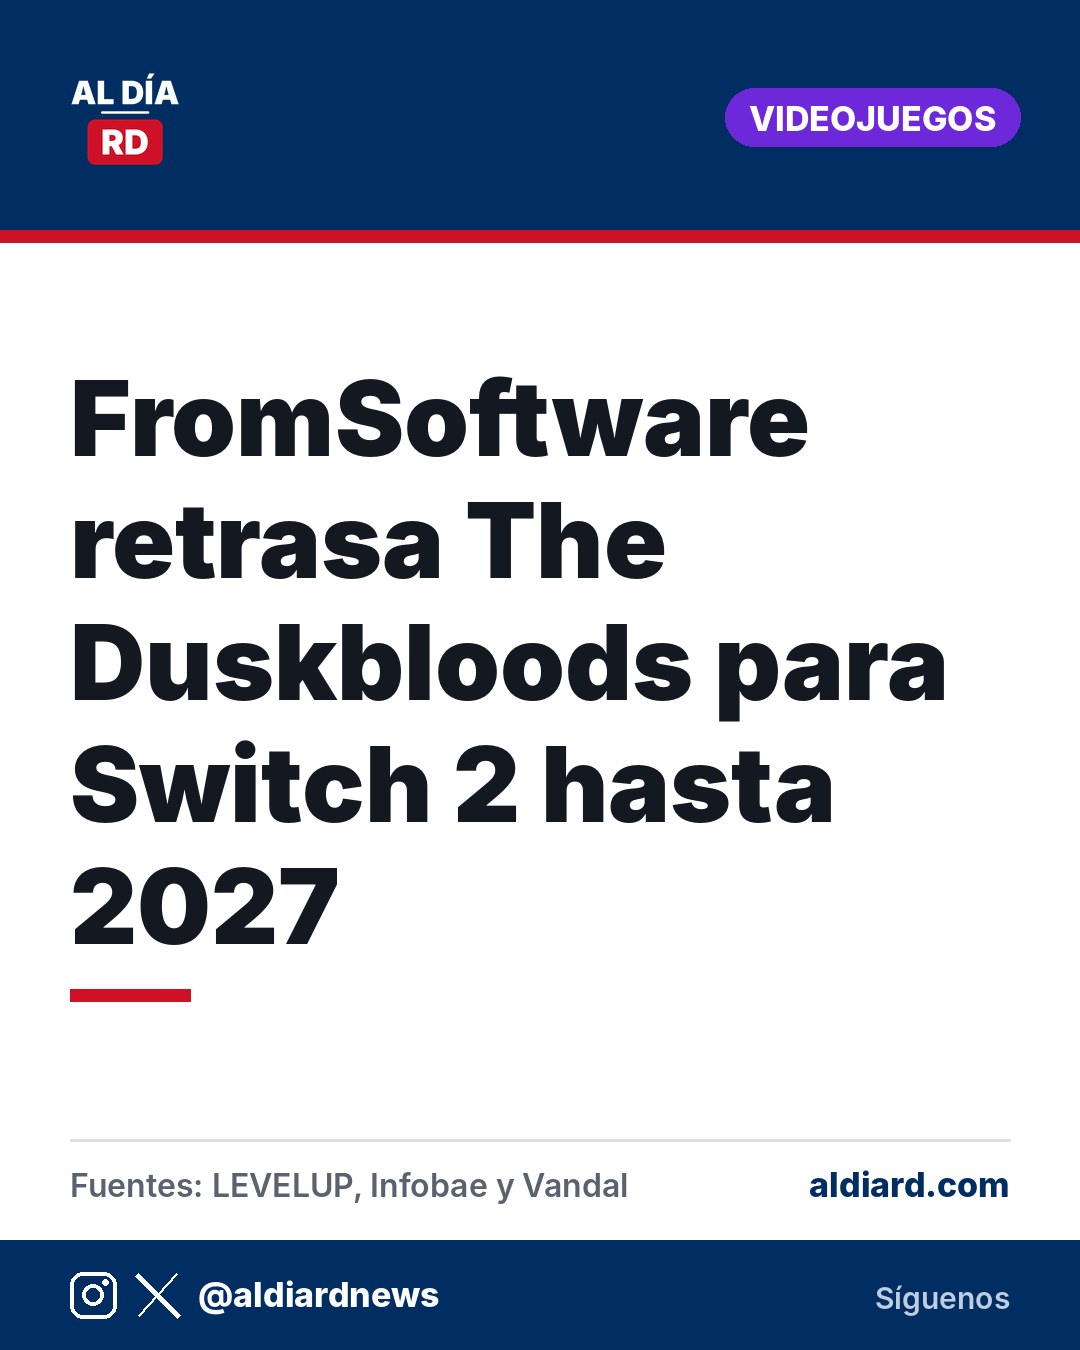 AL DÍA
RD
VIDEOJUEGOS
FromSoftware
retrasa The
Duskbloods para
Switch 2 hasta
2027
Fuentes: LEVELUP, Infobae y Vandal
aldiard.com
@aldiardnews
Síguenos